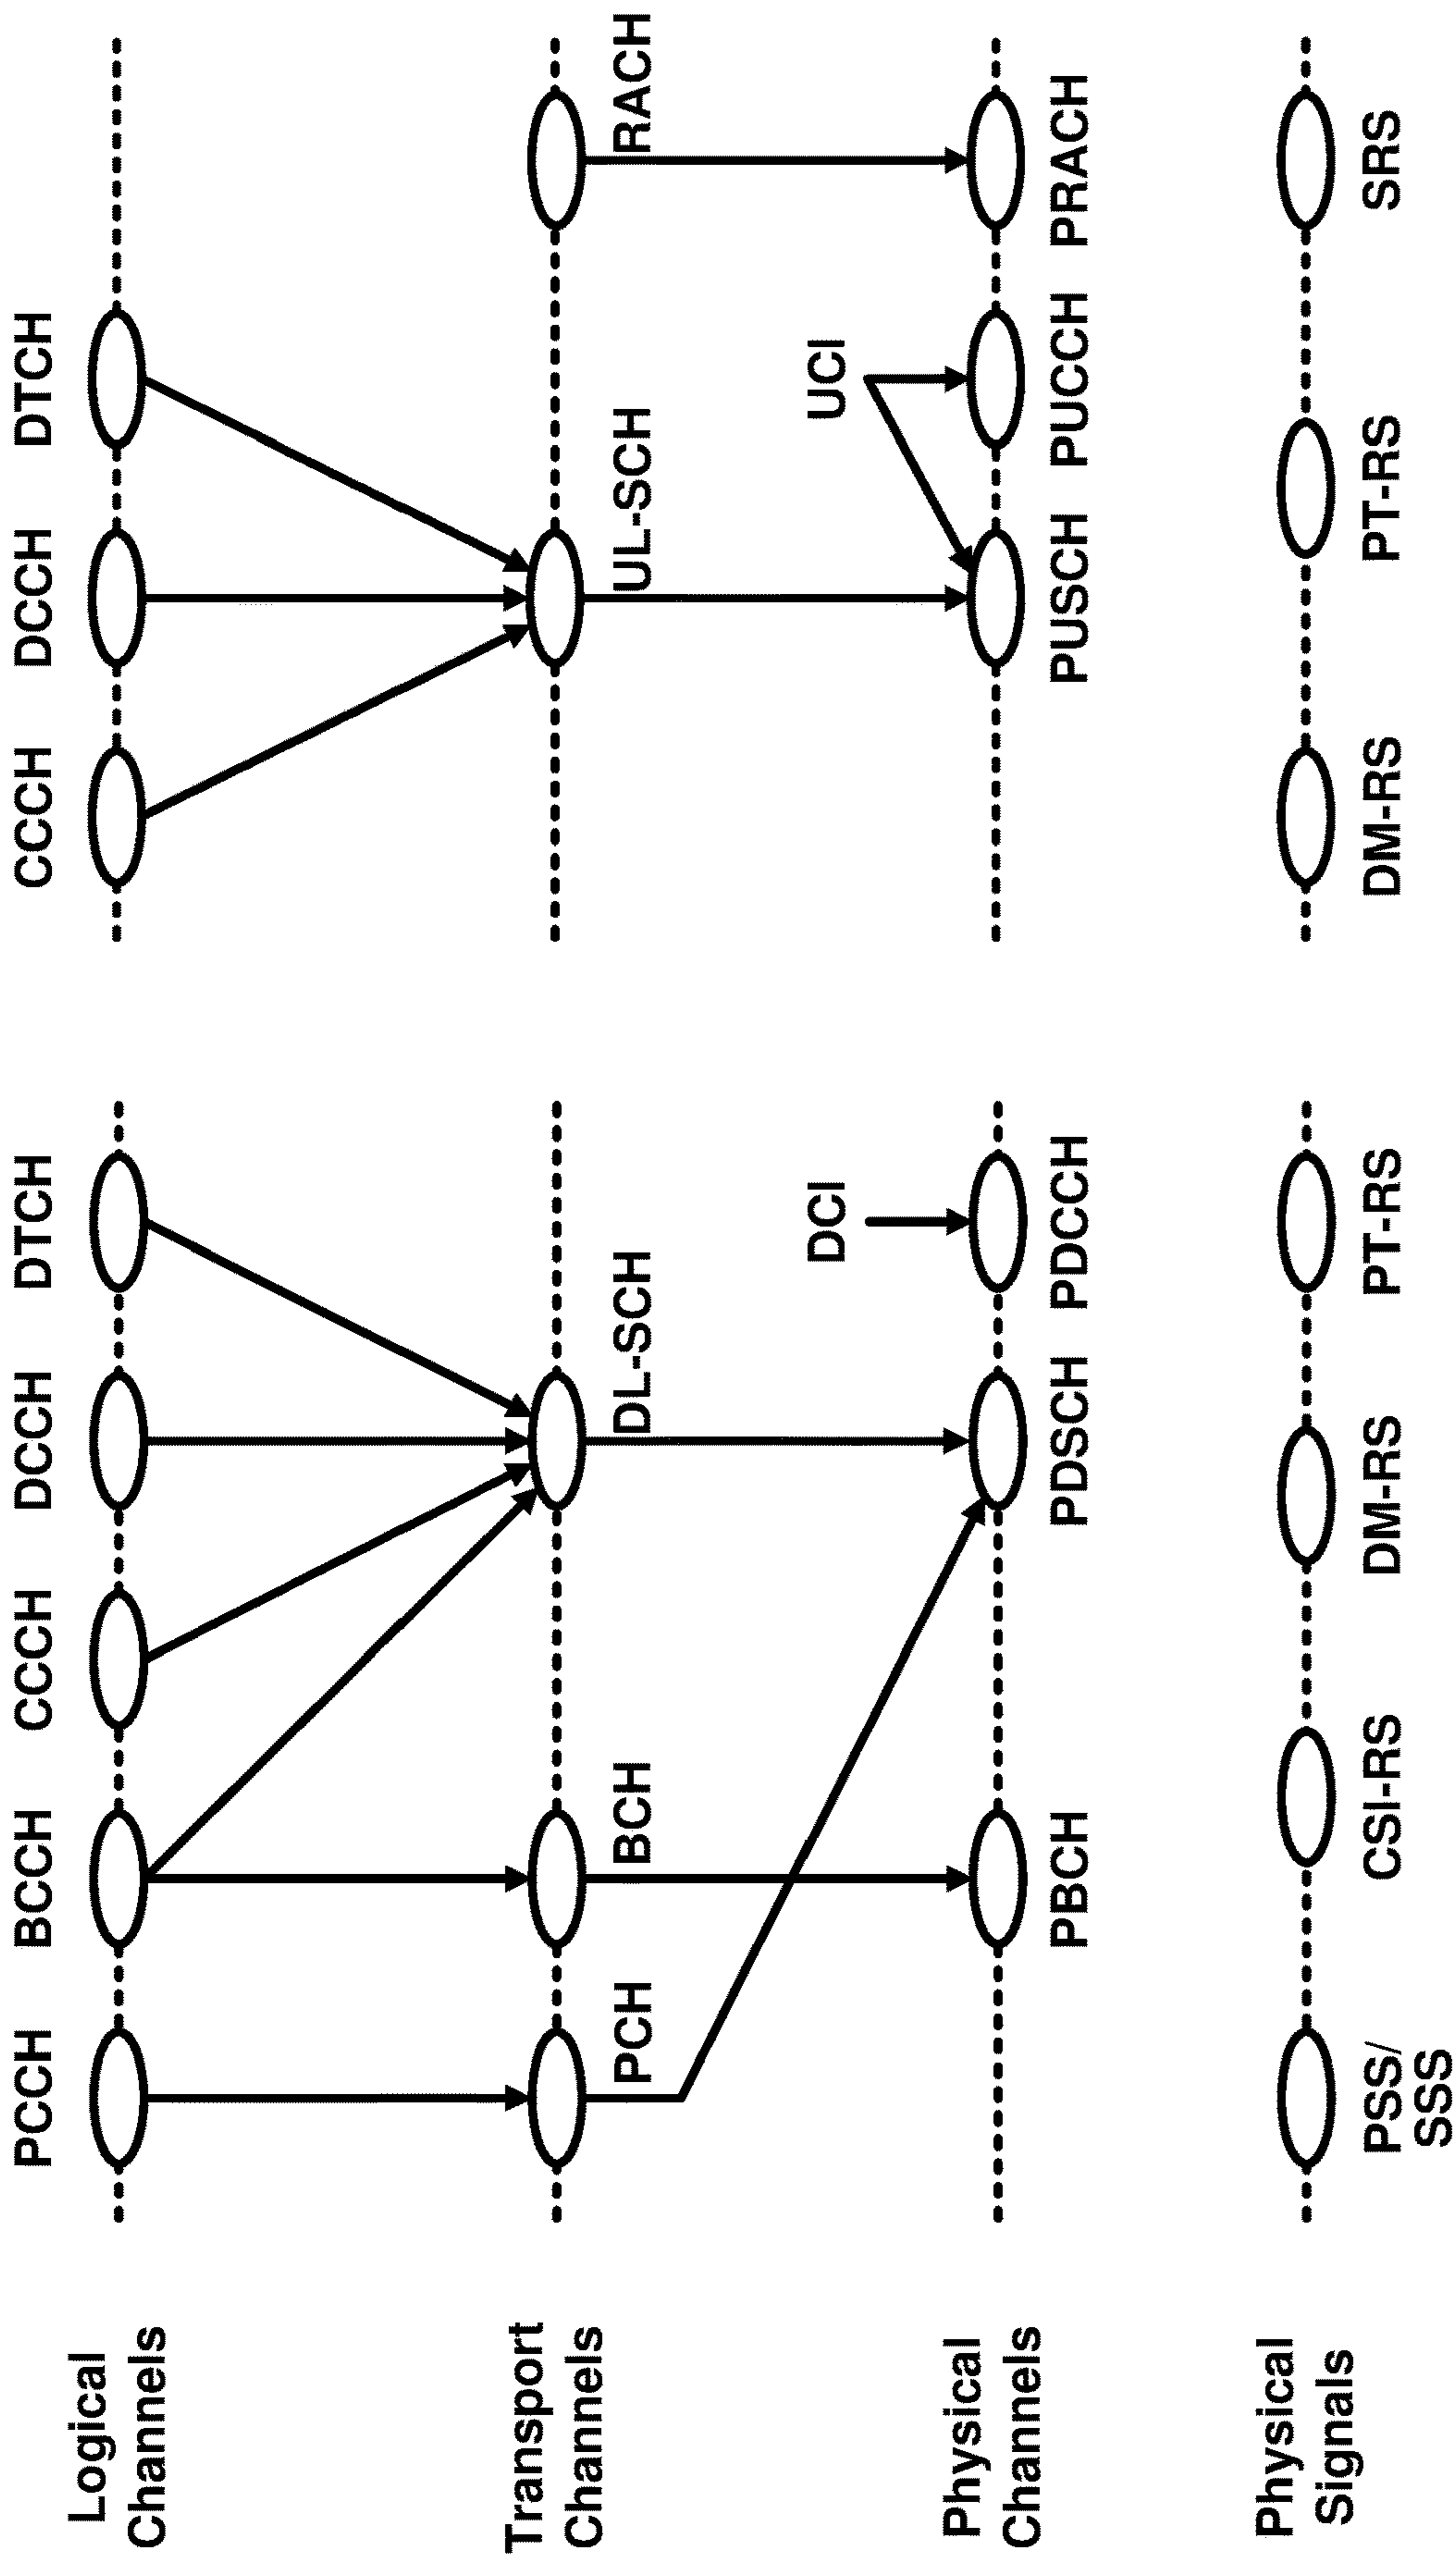 Logical
Channels
PCCH
BCCH
CCCH
DCCH
DTCH
CCCH
DCCH
DTCH
Transport
Channels
PCH
BCH
DL-SCH
UL-SCH
RACH
DCI
UCI
Physical
Channels
PBCH
PDSCH
PDCCH
PUSCH
PUCCH
PRACH
Physical
Signals
PSS/
SSS
CSI-RS
DM-RS
PT-RS
DM-RS
PT-RS
SRS